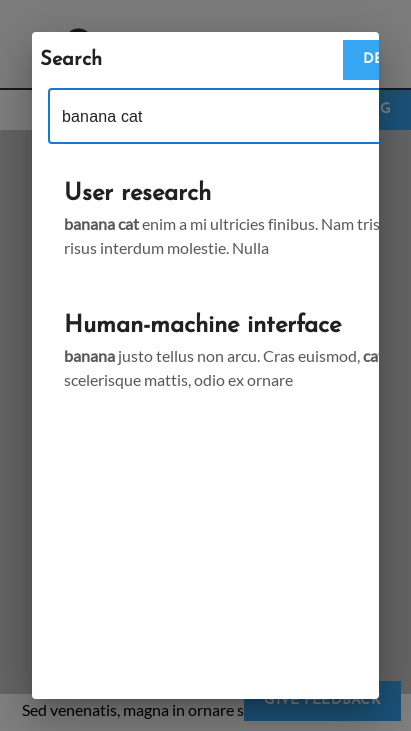 Search
DE
G
banana cat
User research
banana cat enim a mi ultricies finibus. Nam tris
risus interdum molestie. Nulla
Human-machine interface
banana justo tellus non arcu. Cras euismod, cat
scelerisque mattis, odio ex ornare
GIVE FEEDBACK
Sed venenatis, magna in ornare s